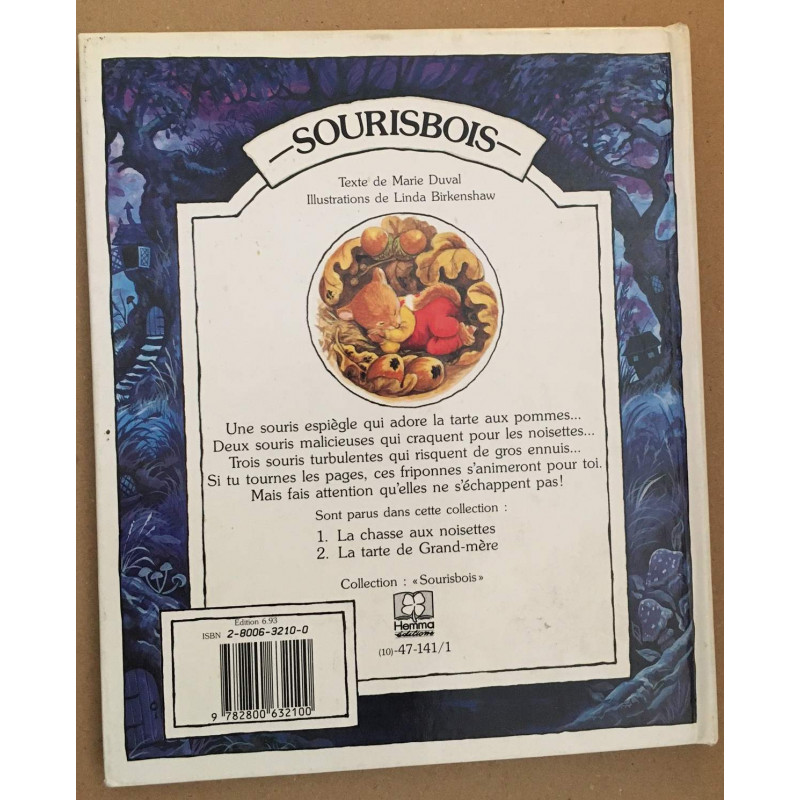 SOURISBOIS
Texte de Marie Duval
Illustrations de Linda Birkenshaw
Une souris espiègle qui adore la tarte aux pommes...
Deux souris malicieuses qui craquent pour les noisettes...
Trois souris turbulentes qui risquent de gros ennuis...
Si tu tournes les pages, ces friponnes s'animeront pour toi.
Mais fais attention qu'elles ne s'échappent pas!
Sont parus dans cette collection :
1. La chasse aux noisettes
2. La tarte de Grand-mère
Collection : «Sourisbois»
Hemma
éditions
(10)-47-141/1
Edition 6.93
ISBN 2-8006-3210-0
9 782800 632100